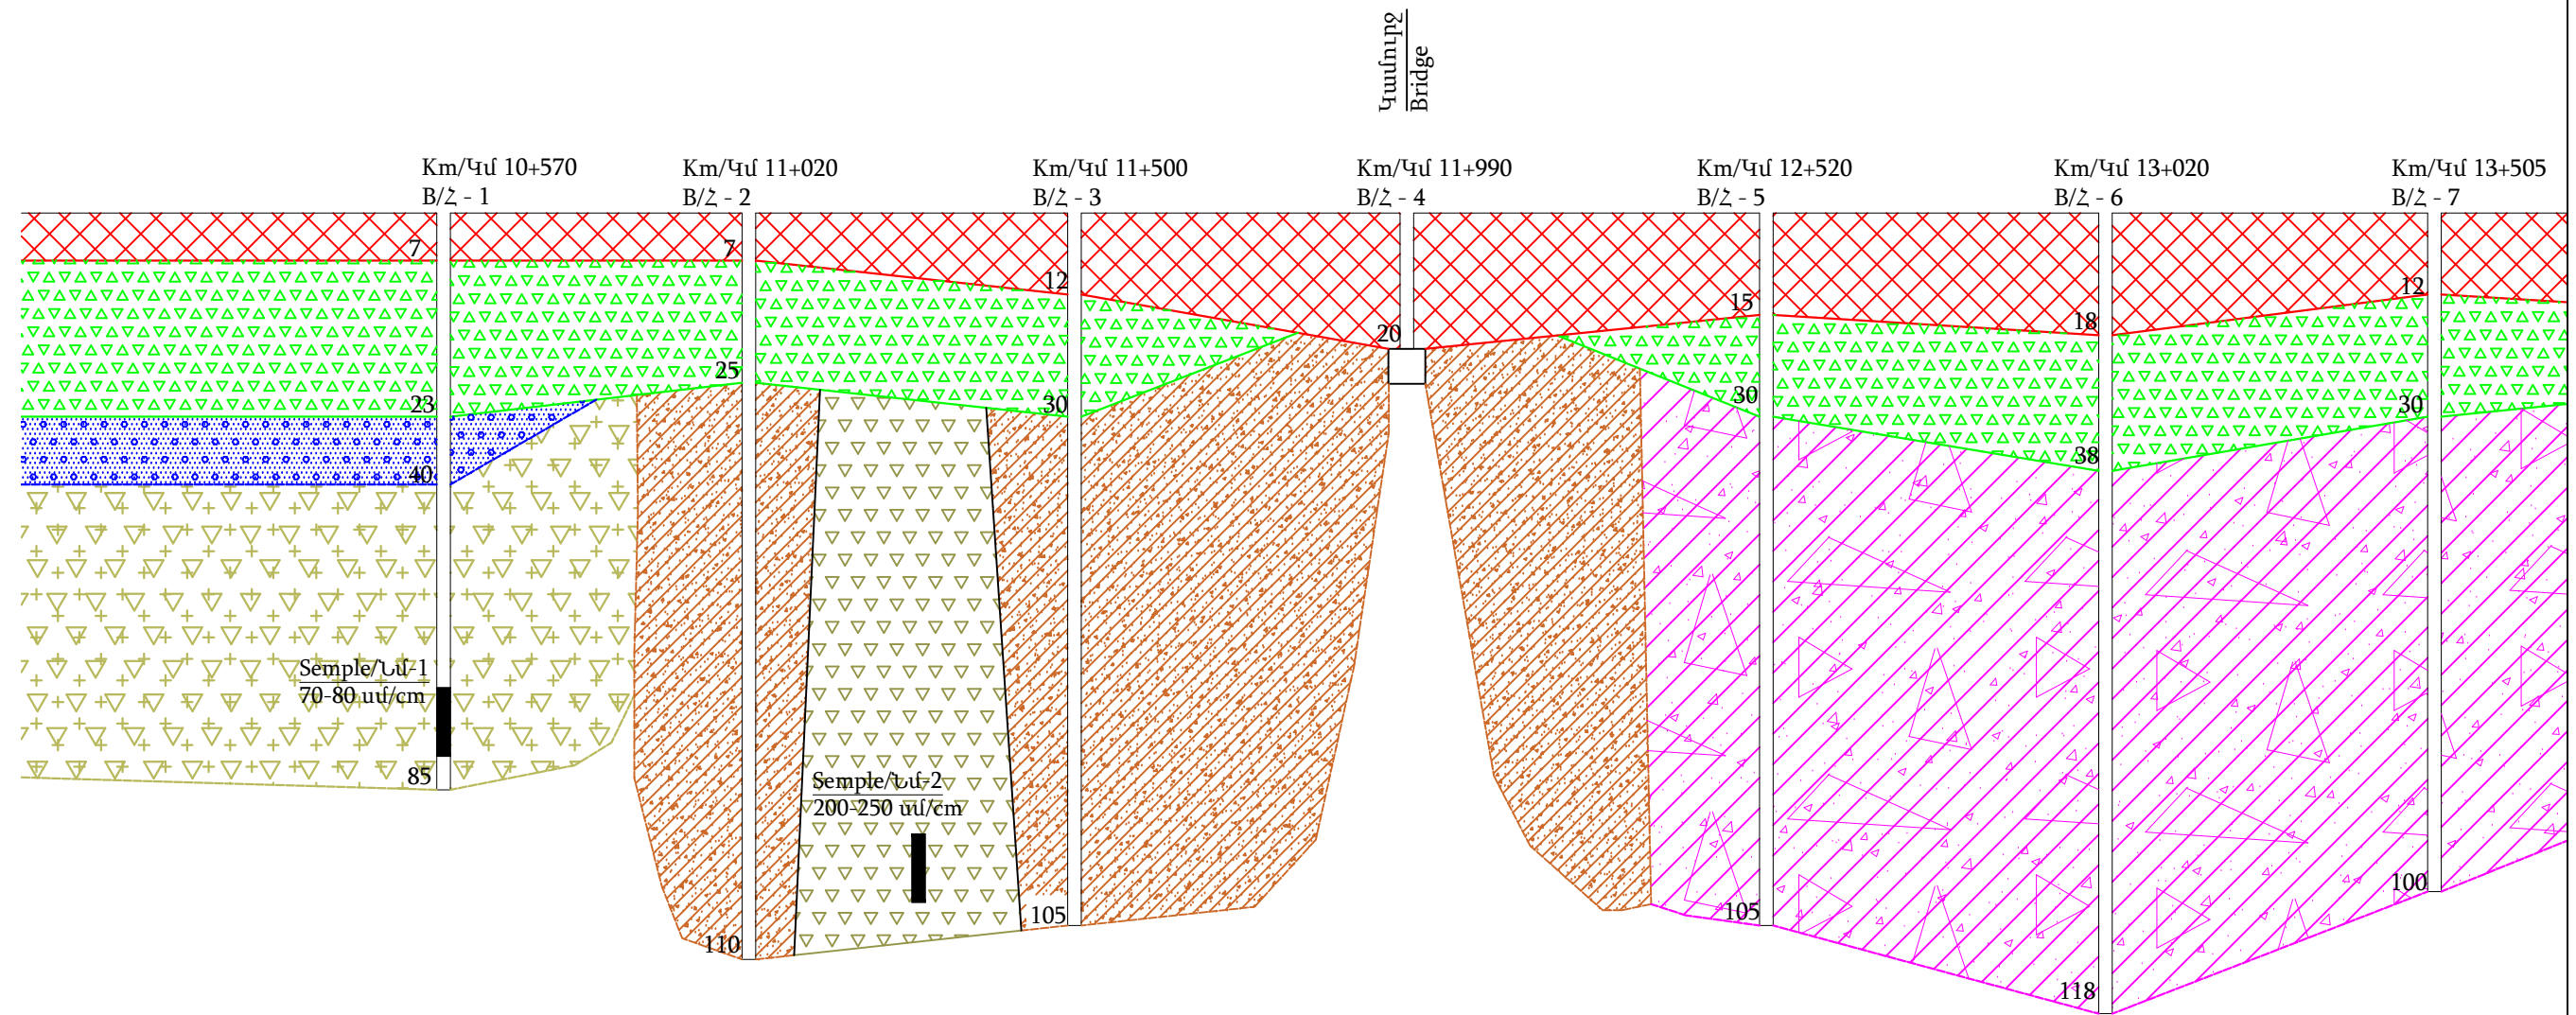 Կամուրջ
Bridge
Km/Կմ 10+570
B/Հ - 1
Km/Կմ 11+020
B/Հ - 2
Km/Կմ 11+500
B/Հ - 3
Km/Կմ 11+990
B/Հ - 4
Km/Կմ 12+520
B/Հ - 5
Km/Կմ 13+020
B/Հ - 6
Km/Կմ 13+505
B/Հ - 7
7
23
40
85
7
25
110
12
30
105
20
15
30
105
18
38
118
12
30
100
Semple/Նմ-1
70-80 սմ/cm
Semple/Նմ-2
200-250 սմ/cm